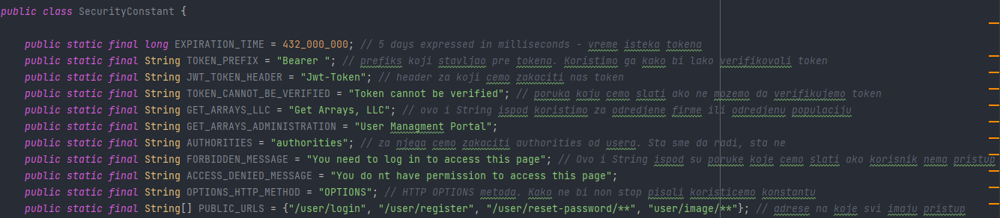 public class SecurityConstant {
public static final long EXPIRATION_TIME = 432_000_000; // 5 days expressed in milliseconds - vreme isteka tokena
public static final String TOKEN_PREFIX = "Bearer "; // prefiks koji stavljao pre tokena. Koristimo ga kako bi lako verifikovali token
public static final String JWT_TOKEN_HEADER = "Jwt-Token"; // header za koji cemo zakaciti nas token
public static final String TOKEN_CANNOT_BE_VERIFIED = "Token cannot be verified"; // poruka koju cemo slati ako ne mozemo da verifikujemo token
public static final String GET_ARRAYS_LLC = "Get Arrays, LLC"; // ovo i String ispod koristimo za odredjene firme ili odredjenu populaciju
public static final String GET_ARRAYS_ADMINISTRATION = "User Managment Portal";
public static final String AUTHORITIES = "authorities"; // za njega cemo zakaciti authorities od usera. Sta sme da radi, sta ne
public static final String FORBIDDEN_MESSAGE = "You need to log in to access this page"; // Ovo i String ispod su poruke koje cemo slati ako korisnik nema pristup
public static final String ACCESS_DENIED_MESSAGE = "You do nt have permission to access this page";
public static final String OPTIONS_HTTP_METHOD = "OPTIONS"; // HTTP OPTIONS metoda. Kako ne bi non stop pisali koristicemo konstantu
public static final String[] PUBLIC_URLS = {"/user/login", "/user/register", "/user/reset-password/**", "user/image/**"}; // adrese na koje svi imaju pristup